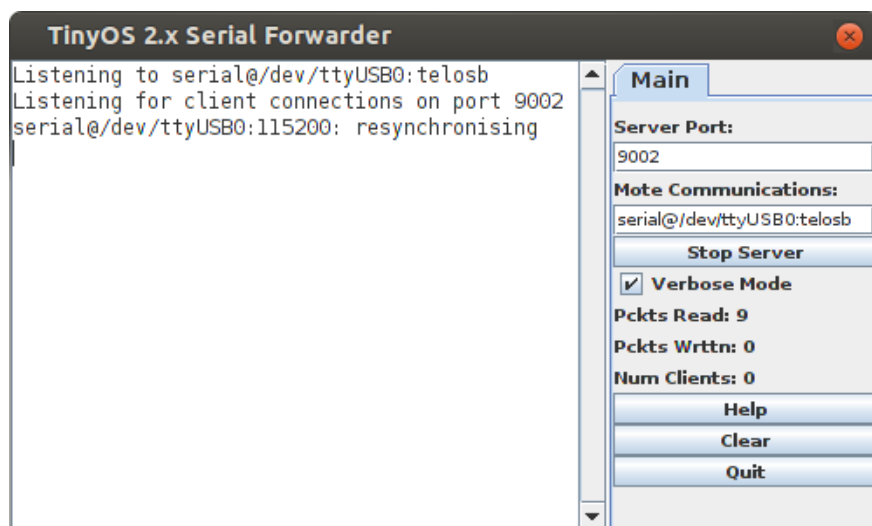 TinyOS 2.x Serial Forwarder
Listening to serial@/dev/ttyUSB0:telosb
Listening for client connections on port 9002
serial@/dev/ttyUSB0:115200: resynchronising
Main
Server Port:
9002
Mote Communications:
serial@/dev/ttyUSB0:telosb
Stop Server
Verbose Mode
Pckts Read: 9
Pckts Wrttn: 0
Num Clients: 0
Help
Clear
Quit